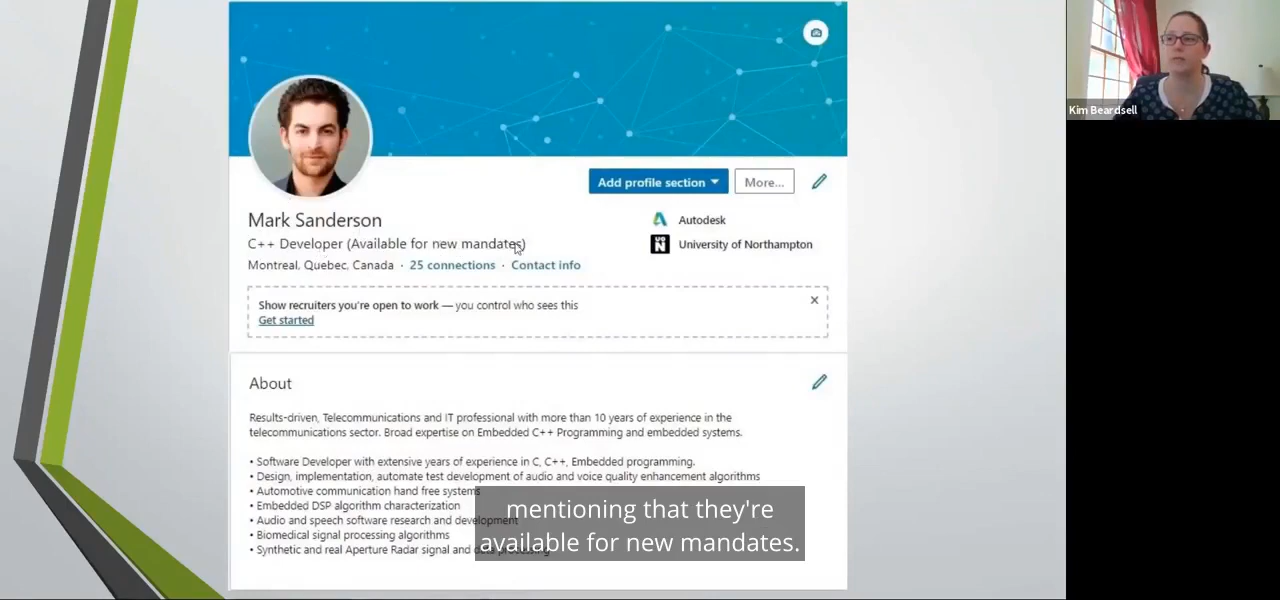 Kim Beardsell
Add profile section
More...
Mark Sanderson
Autodesk
C++ Developer (Available for new mandates)
UON
University of Northampton
Montreal, Quebec, Canada · 25 connections · Contact info
Show recruiters you're open to work — you control who sees this
Get started
About
Results-driven, Telecommunications and IT professional with more than 10 years of experience in the
telecommunications sector. Broad expertise on Embedded C++ Programming and embedded systems.
• Software Developer with extensive years of experience in C, C++, Embedded programming.
• Design, implementation, automate test development of audio and voice quality enhancement algorithms
• Automotive communication hand free systems
• Embedded DSP algorithm characterization
• Audio and speech software research and development
• Biomedical signal processing algorithms
• Synthetic and real Aperture Radar signal and data processing
mentioning that they're
available for new mandates.